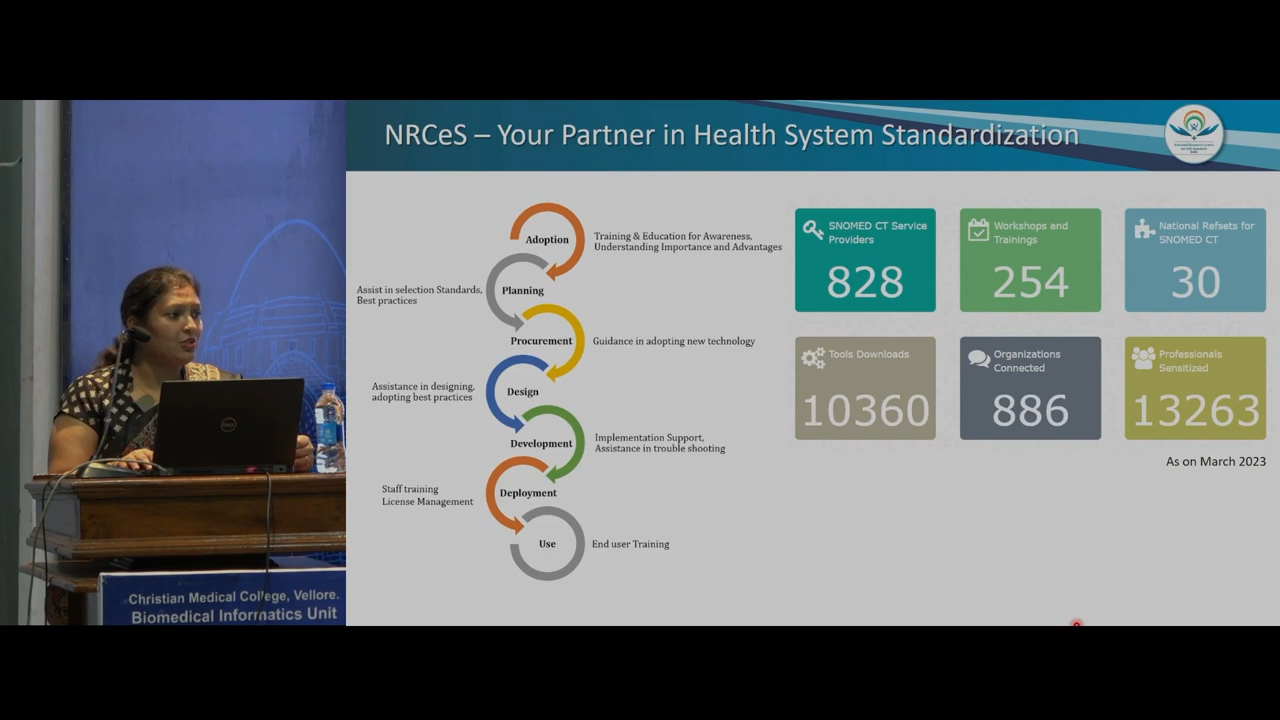 NRCeS – Your Partner in Health System Standardization
Adoption
Training & Education for Awareness,
Understanding Importance and Advantages
Assist in selection Standards,
Best practices
Planning
Procurement
Guidance in adopting new technology
Assistance in designing,
adopting best practices
Design
Development
Implementation Support,
Assistance in trouble shooting
Staff training
License Management
Deployment
Use
End user Training
SNOMED CT Service
Providers
828
Workshops and
Trainings
254
National Refsets for
SNOMED CT
30
Tools Downloads
10360
Organizations
Connected
886
Professionals
Sensitized
13263
As on March 2023
DELL
Christian Medical College, Vellore.
Biomedical Informatics Unit